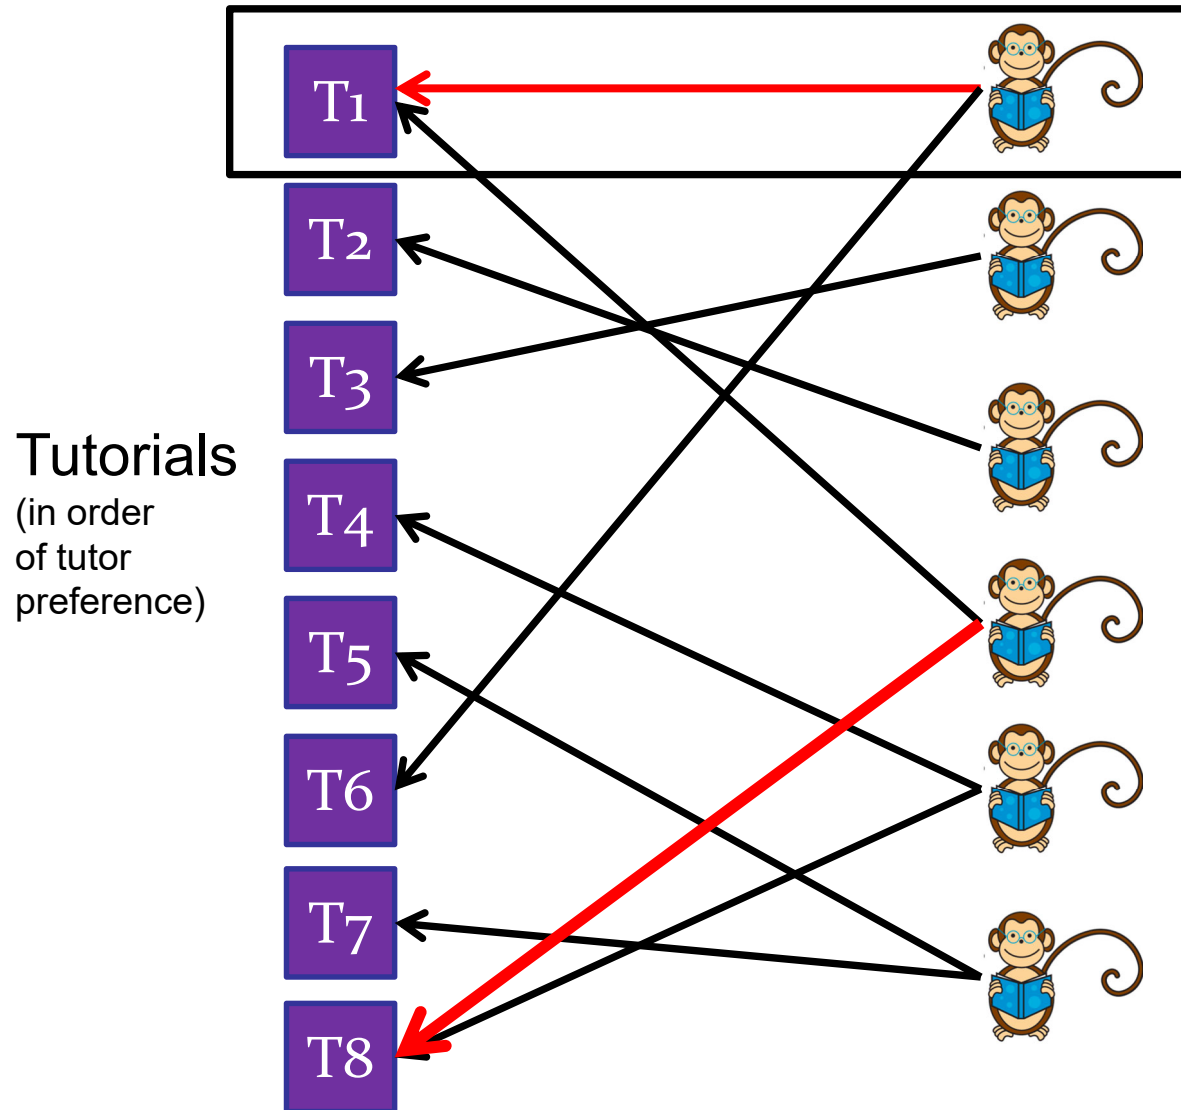 T1
T2
T3
Tutorials
(in order
of tutor
preference)
T4
T5
T6
T7
T8